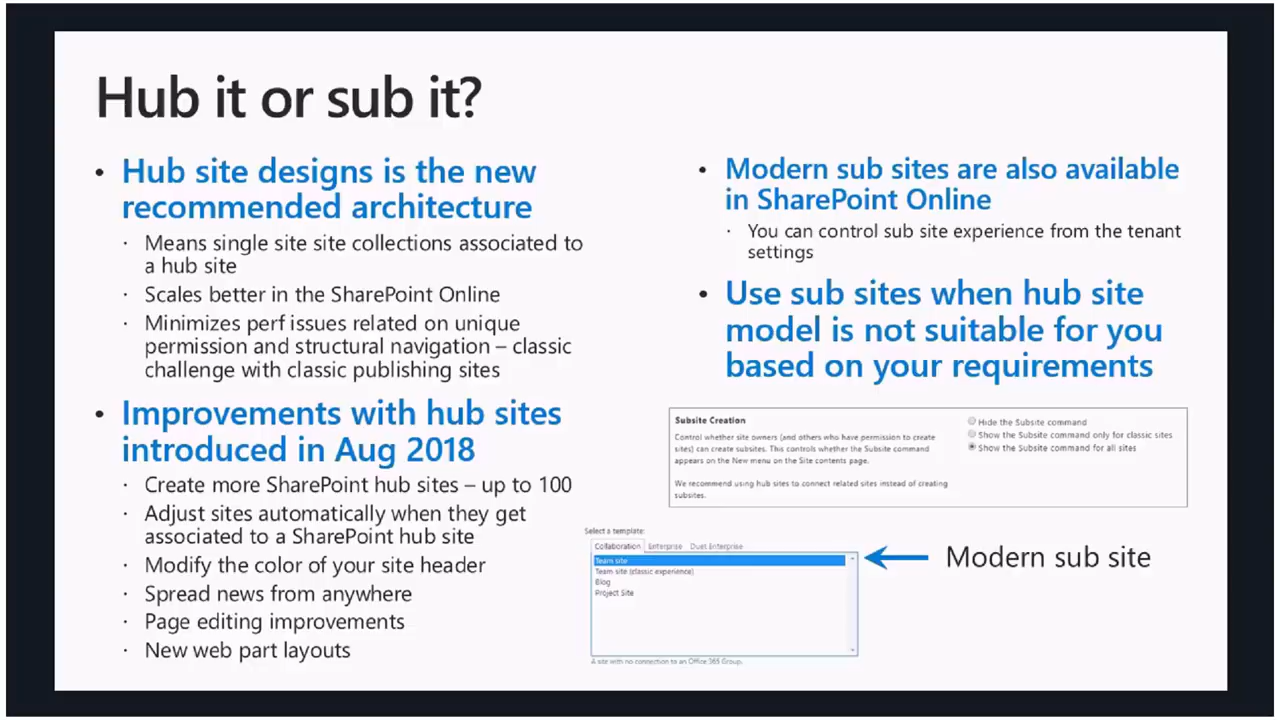 Hub it or sub it?
• Hub site designs is the new
recommended architecture
· Means single site site collections associated to
a hub site
· Scales better in the SharePoint Online
· Minimizes perf issues related on unique
permission and structural navigation – classic
challenge with classic publishing sites
• Improvements with hub sites
introduced in Aug 2018
· Create more SharePoint hub sites – up to 100
· Adjust sites automatically when they get
associated to a SharePoint hub site
· Modify the color of your site header
· Spread news from anywhere
· Page editing improvements
· New web part layouts
• Modern sub sites are also available
in SharePoint Online
· You can control sub site experience from the tenant
settings
• Use sub sites when hub site
model is not suitable for you
based on your requirements
Subsite Creation
Control whether site owners (and others who have permission to create
sites) can create subsites. This controls whether the Subsite command
appears on the New menu on the Site contents page.
We recommend using hub sites to connect related sites instead of creating
subsites.
Hide the Subsite command
Show the Subsite command only for classic sites
Show the Subsite command for all sites
Select a template:
Collaboration Enterprise Duet Enterprise
Team site
Team site (classic experience)
Blog
Project Site
A site with no connection to an Office 365 Group.
Modern sub site